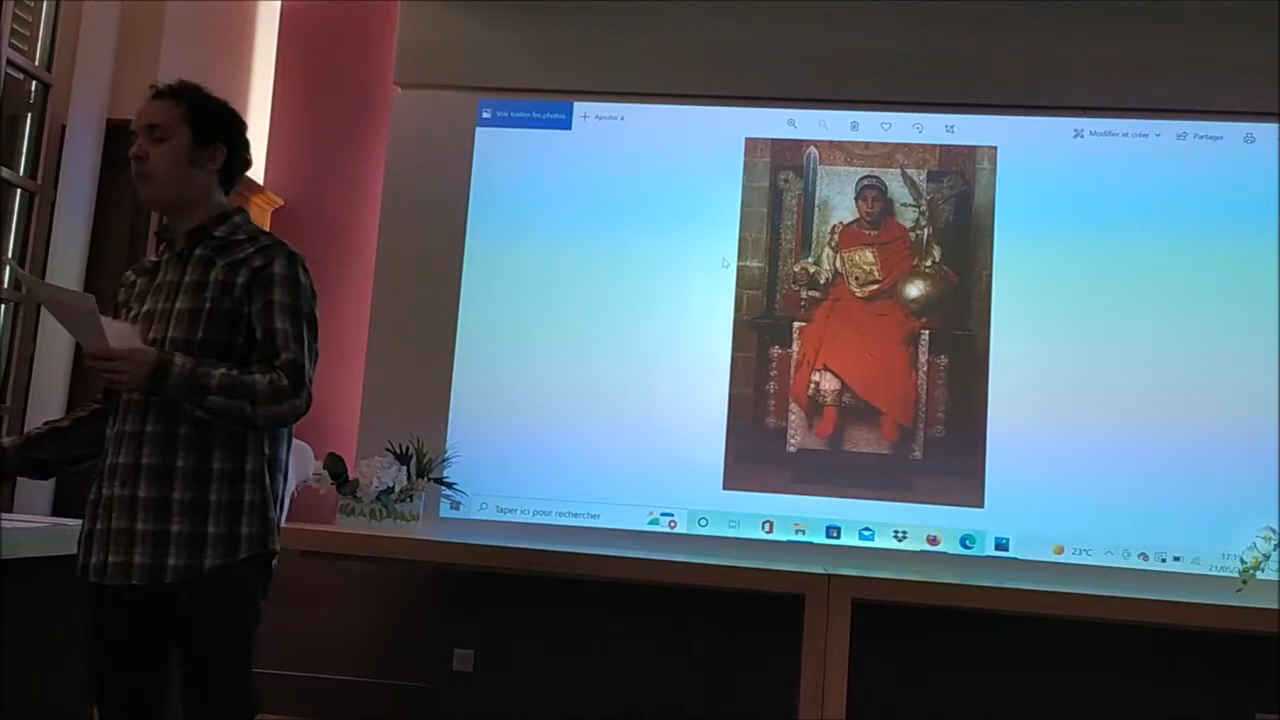 Voir toutes les photos
Ajouter à
Modifier et créer
Partager
Taper ici pour rechercher
23°C